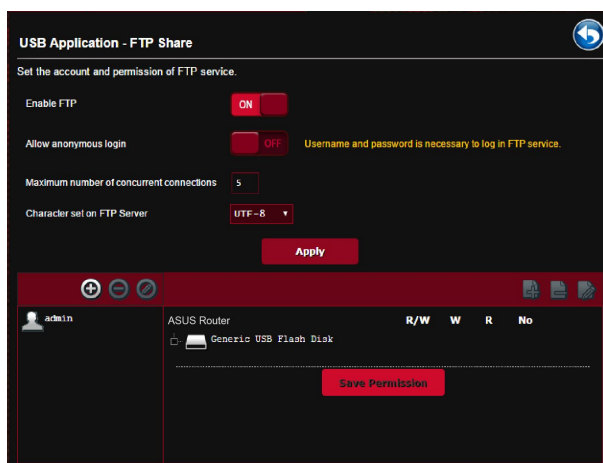 USB Application - FTP Share
Set the account and permission of FTP service.
Enable FTP ON
Allow anonymous login OFF Username and password is necessary to log in FTP service.
Maximum number of concurrent connections 5
Character set on FTP Server UTF-8
Apply
admin ASUS Router R/W W R No
Generic USB Flash Disk
Save Permission